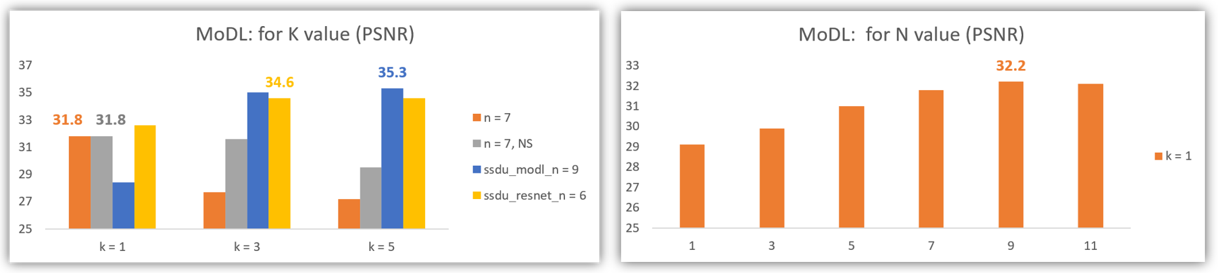 MoDL: for K value (PSNR)
37
35
33
31
29
27
25
31.8
31.8
34.6
35.3
k = 1
k = 3
k = 5
n = 7
n = 7, NS
ssdu_modl_n = 9
ssdu_resnet_n = 6
MoDL:  for N value (PSNR)
33
32
31
30
29
28
27
26
25
32.2
1
3
5
7
9
11
k = 1